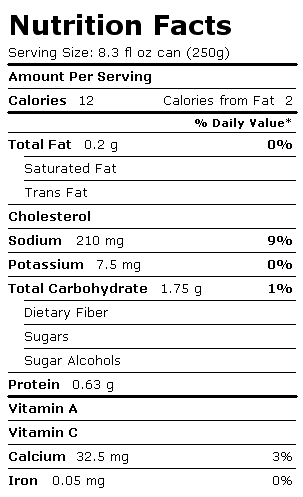 Nutrition Facts
Serving Size: 8.3 fl oz can (250g)
Amount Per Serving
Calories 12 Calories from Fat 2
% Daily Value*
Total Fat 0.2 g 0%
Saturated Fat
Trans Fat
Cholesterol
Sodium 210 mg 9%
Potassium 7.5 mg 0%
Total Carbohydrate 1.75 g 1%
Dietary Fiber
Sugars
Sugar Alcohols
Protein 0.63 g
Vitamin A
Vitamin C
Calcium 32.5 mg 3%
Iron 0.05 mg 0%